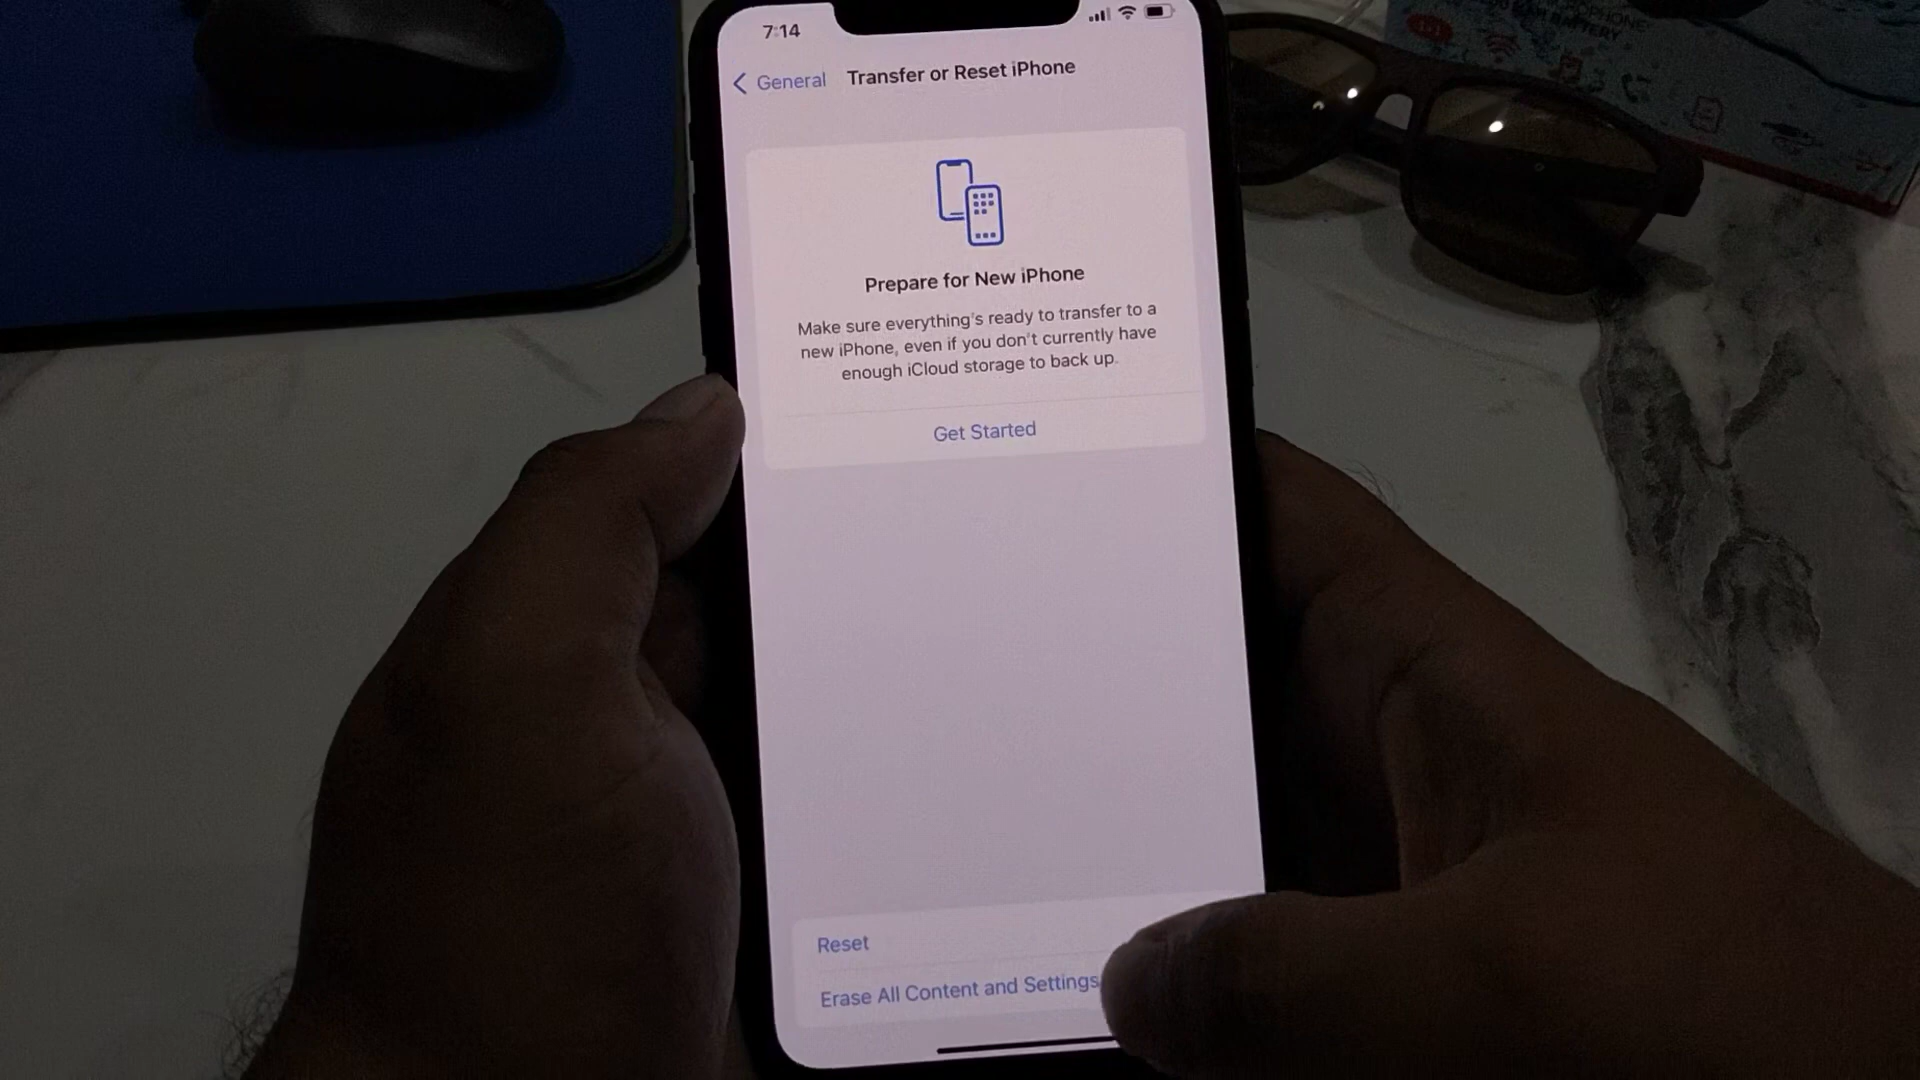 7:14
General
Transfer or Reset iPhone
Prepare for New iPhone
Make sure everything's ready to transfer to a
new iPhone, even if you don't currently have
enough iCloud storage to back up.
Get Started
Reset
Erase All Content and Settings
BATTERY